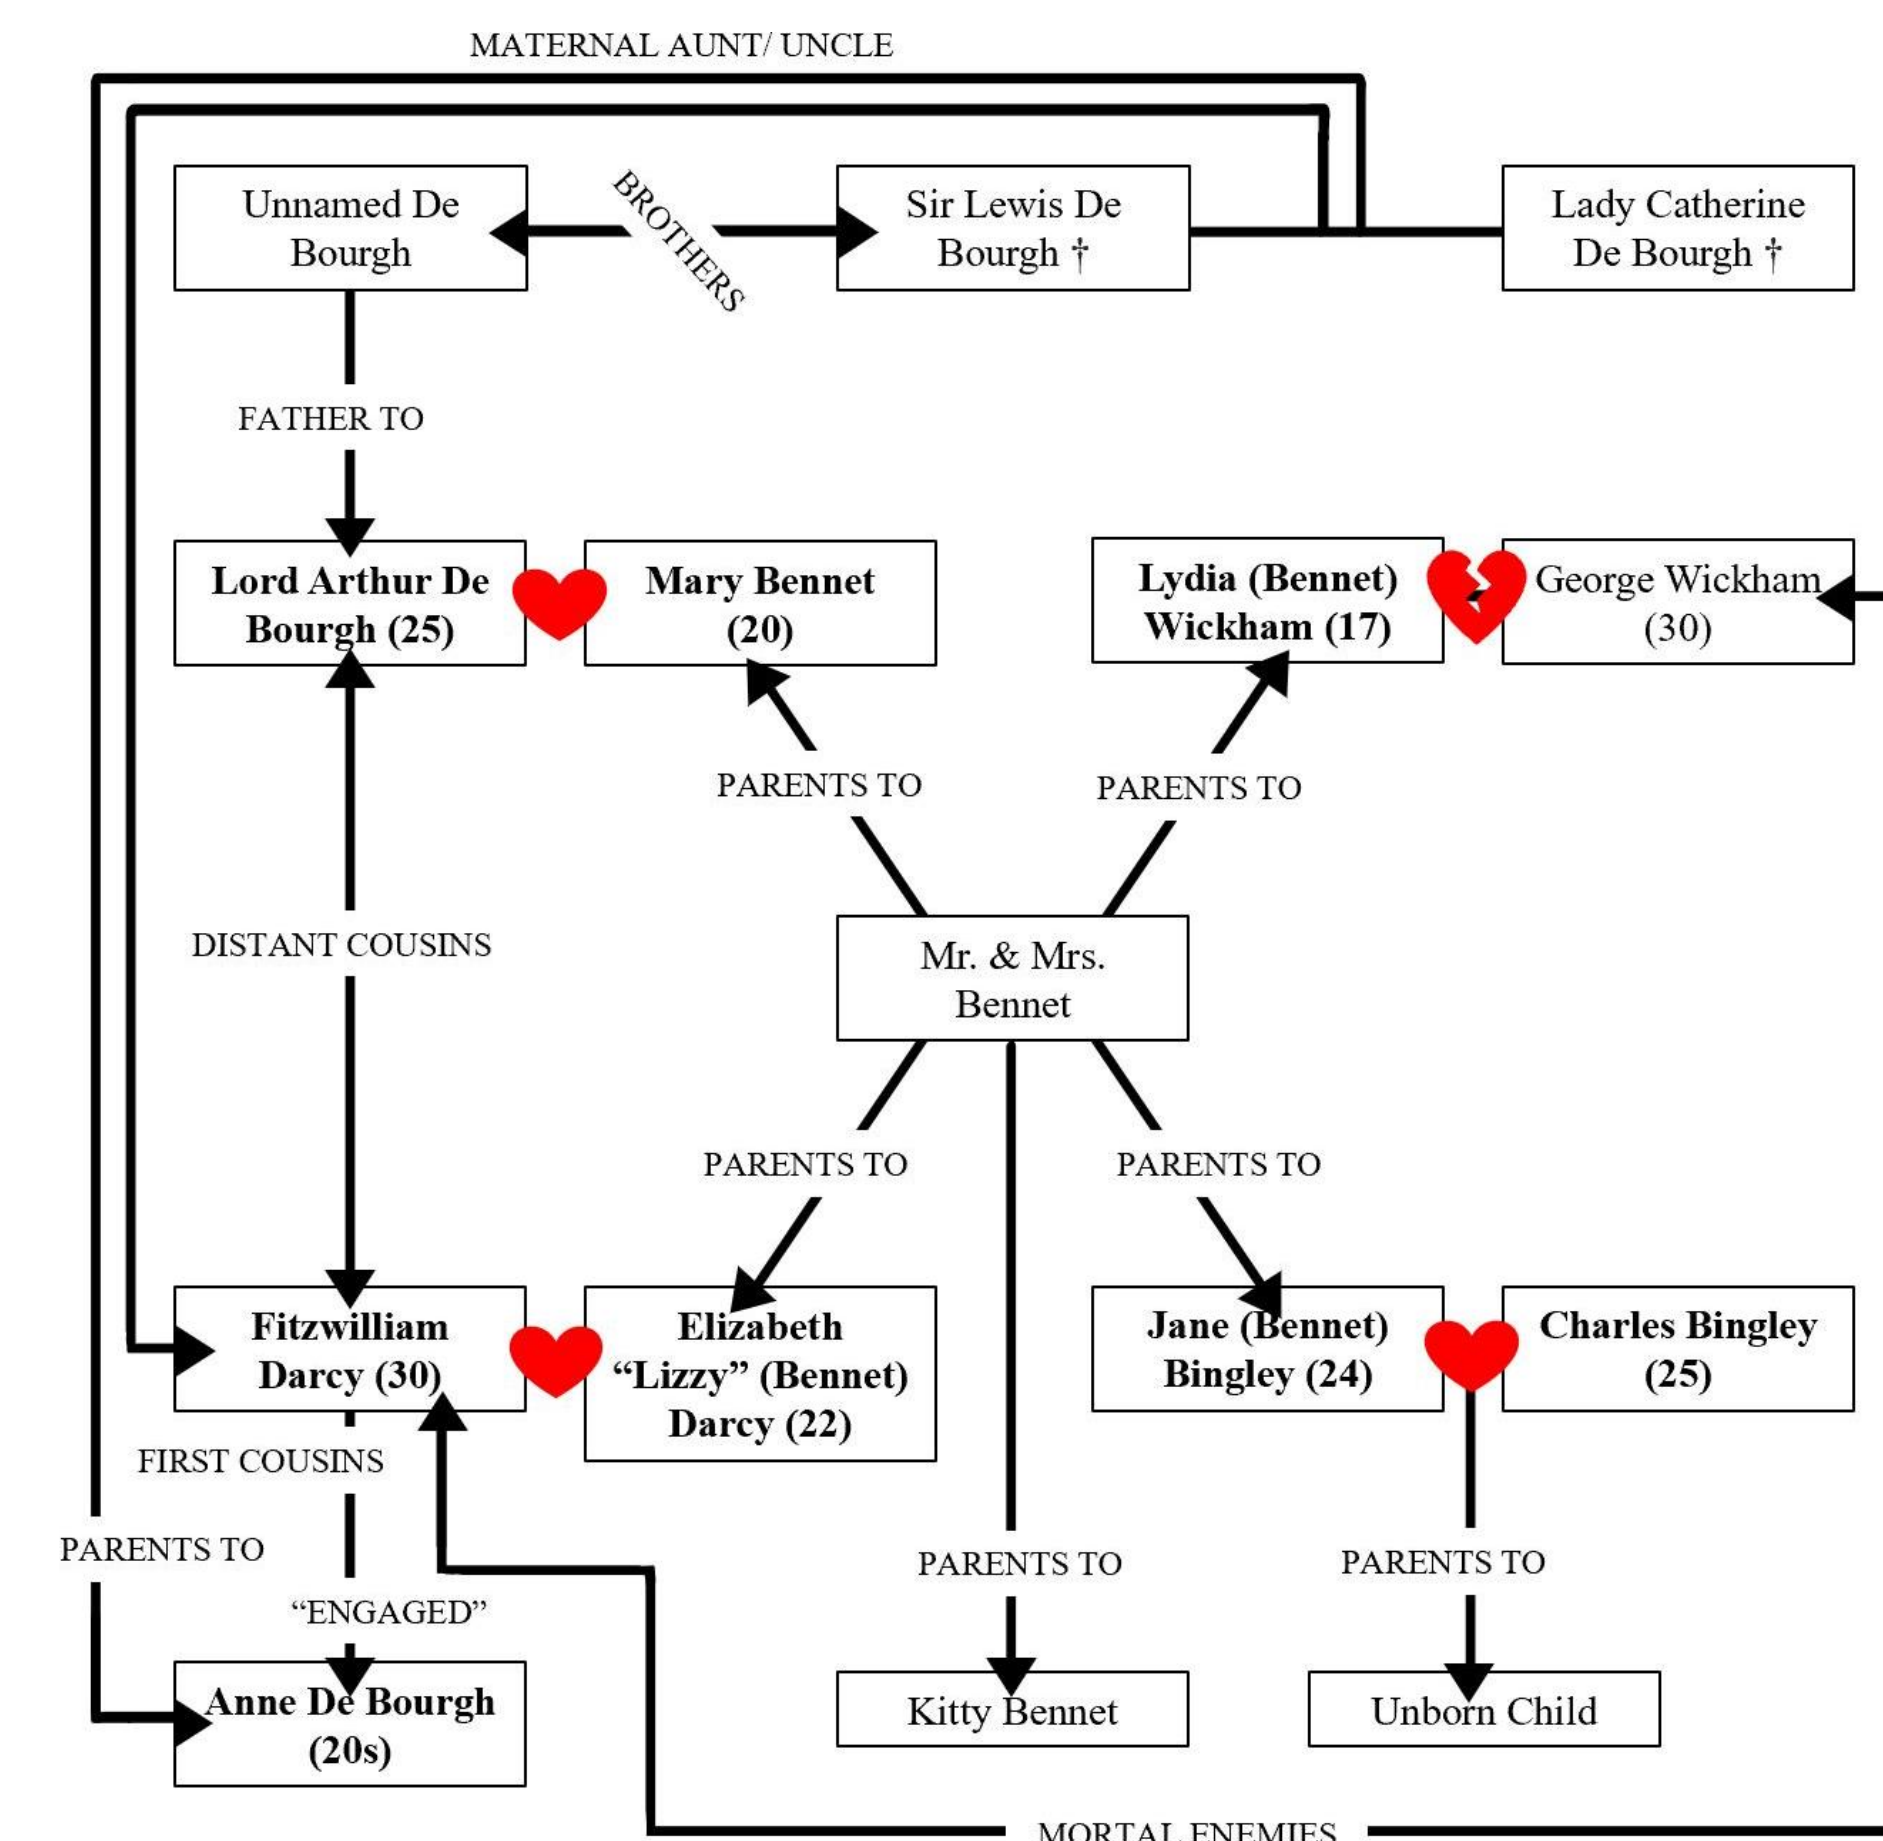 MATERNAL AUNT/ UNCLE
Unnamed De
Bourgh
BROTHERS
Sir Lewis De
Bourgh †
Lady Catherine
De Bourgh †
FATHER TO
Lord Arthur De
Bourgh (25)
Mary Bennet
(20)
Lydia (Bennet)
Wickham (17)
George Wickham
(30)
PARENTS TO
PARENTS TO
DISTANT COUSINS
Mr. & Mrs.
Bennet
PARENTS TO
PARENTS TO
Fitzwilliam
Darcy (30)
Elizabeth
“Lizzy” (Bennet)
Darcy (22)
Jane (Bennet)
Bingley (24)
Charles Bingley
(25)
FIRST COUSINS
PARENTS TO
“ENGAGED”
PARENTS TO
PARENTS TO
Anne De Bourgh
(20s)
Kitty Bennet
Unborn Child
MORTAL ENEMIES